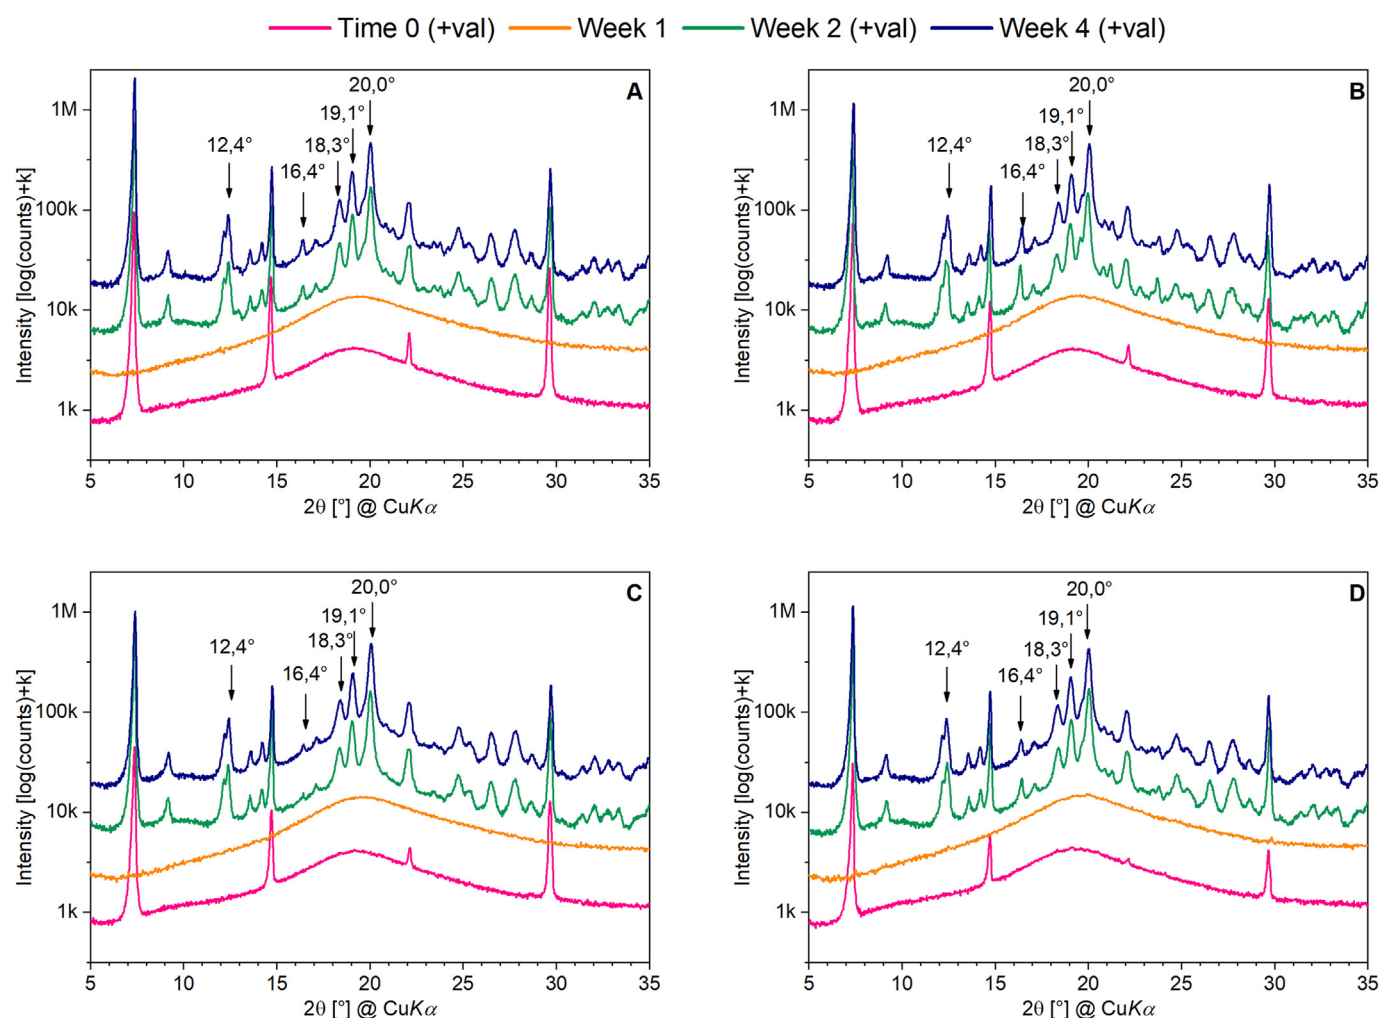 Time 0 (+val) Week 1 Week 2 (+val) Week 4 (+val)
A
20,0°
19,1°
18,3°
12,4°
16,4°
1M
100k
10k
1k
Intensity [log(counts)+k]
5 10 15 20 25 30 35
2θ [°] @ CuKα
B
20,0°
19,1°
18,3°
12,4°
16,4°
1M
100k
10k
1k
Intensity [log(counts)+k]
5 10 15 20 25 30 35
2θ [°] @ CuKα
C
20,0°
19,1°
18,3°
12,4°
16,4°
1M
100k
10k
1k
Intensity [log(counts)+k]
5 10 15 20 25 30 35
2θ [°] @ CuKα
D
20,0°
19,1°
18,3°
12,4°
16,4°
1M
100k
10k
1k
Intensity [log(counts)+k]
5 10 15 20 25 30 35
2θ [°] @ CuKα